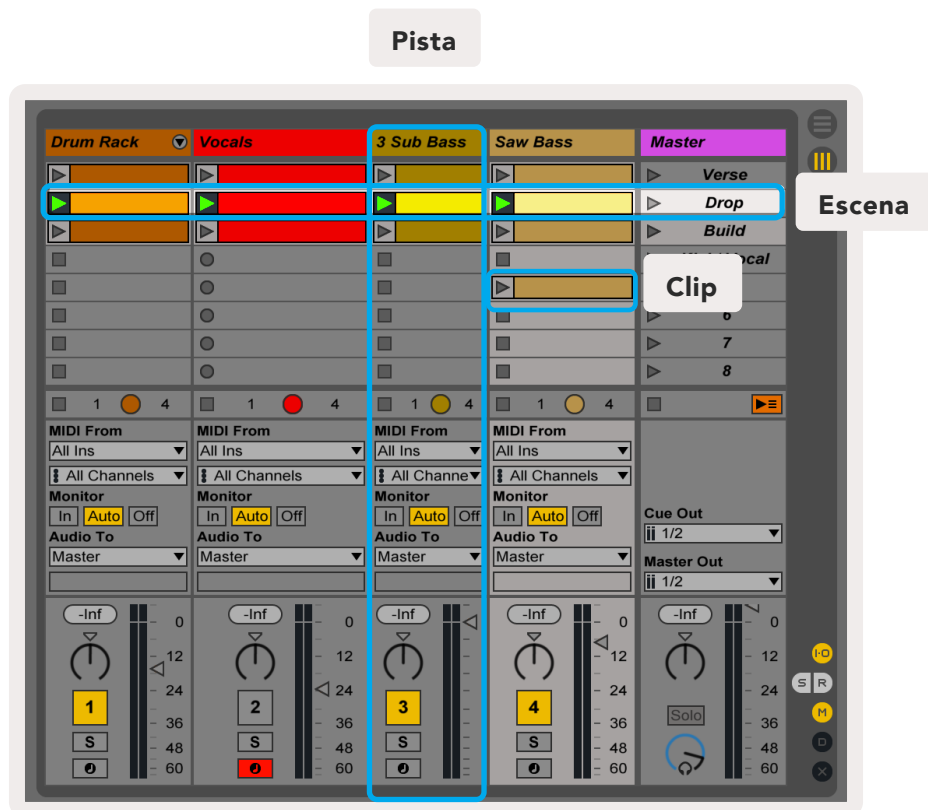 Pista
Drum Rack Vocals 3 Sub Bass Saw Bass Master
Verse
Drop
Escena
Build
ocal
Clip
6
7
8
1 4 1 4 1 4 1 4
MIDI From MIDI From MIDI From MIDI From
All Ins All Ins All Ins All Ins
All Channels All Channels All Channe All Channels
Monitor Monitor Monitor Monitor
In Auto Off In Auto Off In Auto Off In Auto Off
Cue Out
Audio To Audio To Audio To Audio To
1/2
Master Master Master Master
Master Out
1/2
-Inf 0 -Inf 0 -Inf -Inf 0 -Inf 0
12 12 12 12 I·O
24 24 24 24 S R
1 2 3 4 Solo M
36 36 36 36
S 48 S 48 S S 48 48 D
60 60 60 60